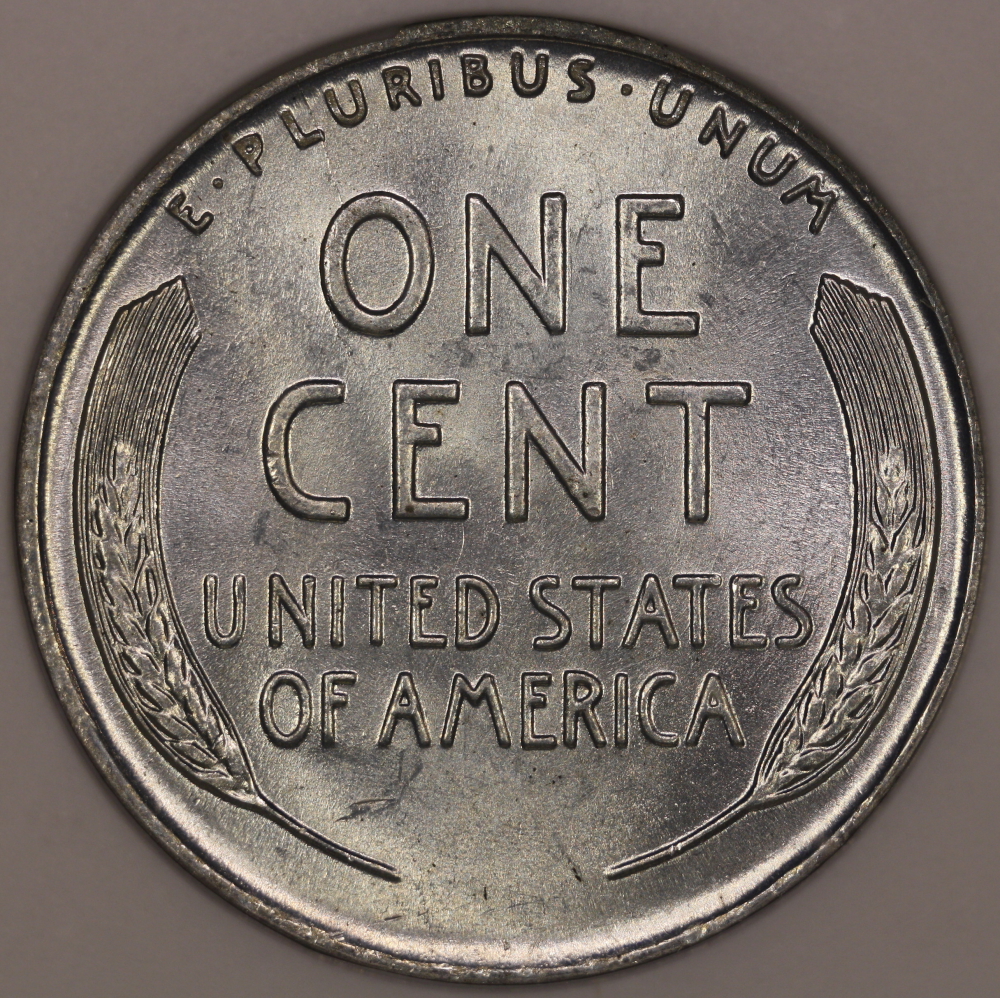 E · PLURIBUS · UNUM
ONE
CENT
UNITED STATES
OF AMERICA